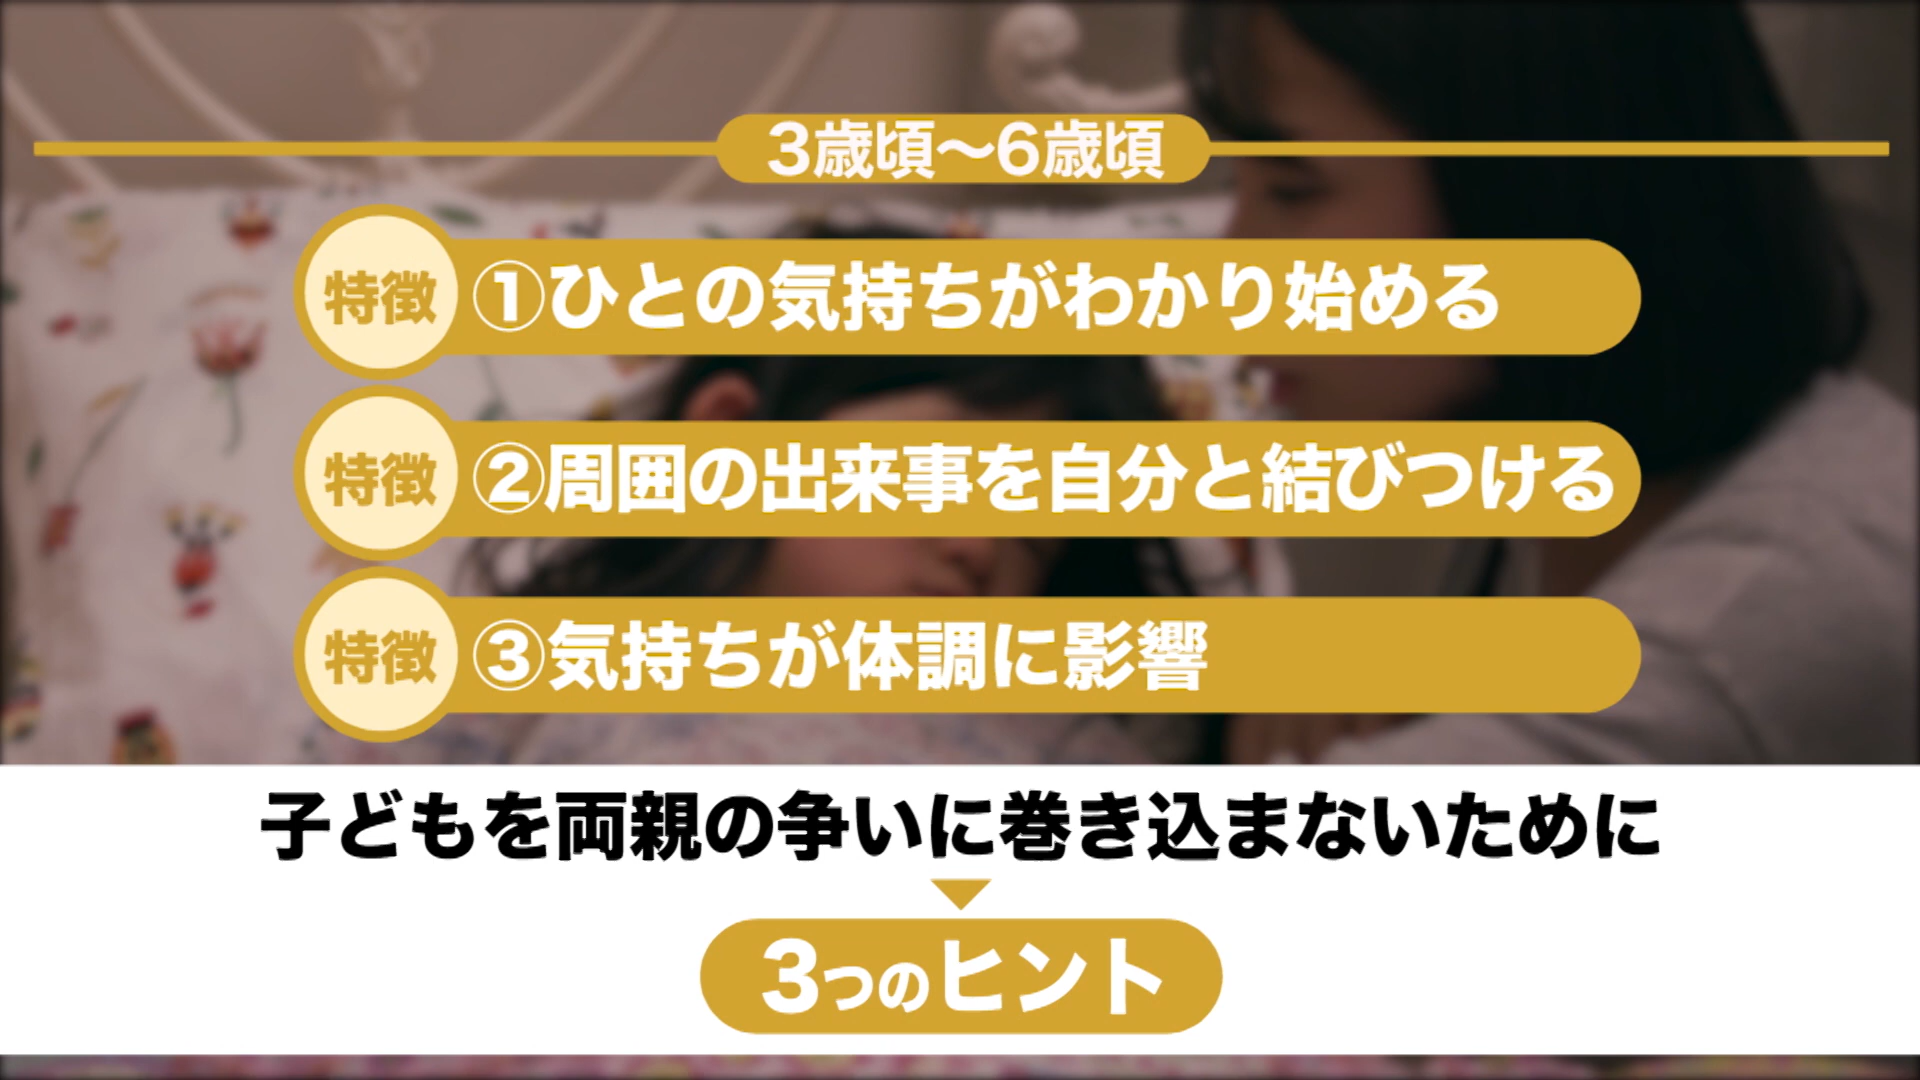 3歳頃～6歳頃
特徴 ①ひとの気持ちがわかり始める
特徴 ②周囲の出来事を自分と結びつける
特徴 ③気持ちが体調に影響
子どもを両親の争いに巻き込まないために
3つのヒント